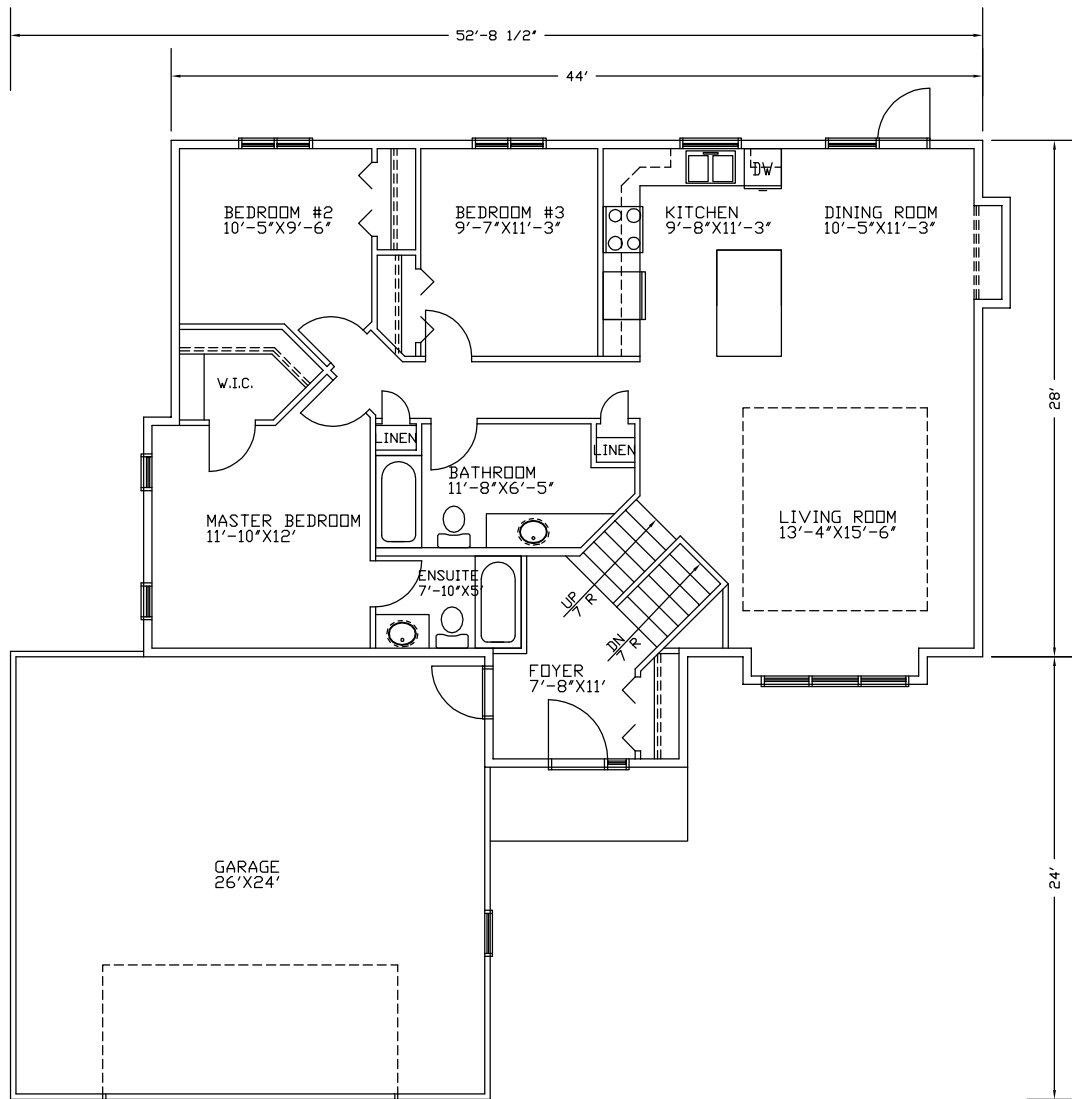 52'-8 1/2"
44'
DW
BEDROOM #2
10'-5"X9'-6"
BEDROOM #3
9'-7"X11'-3"
KITCHEN
9'-8"X11'-3"
DINING ROOM
10'-5"X11'-3"
W.I.C.
28'
LINEN
LINEN
BATHROOM
11'-8"X6'-5"
MASTER BEDROOM
11'-10"X12'
LIVING ROOM
13'-4"X15'-6"
ENSUITE
7'-10"X5'
UP
7 R
DN
7 R
FOYER
7'-8"X11'
GARAGE
26'X24'
24'